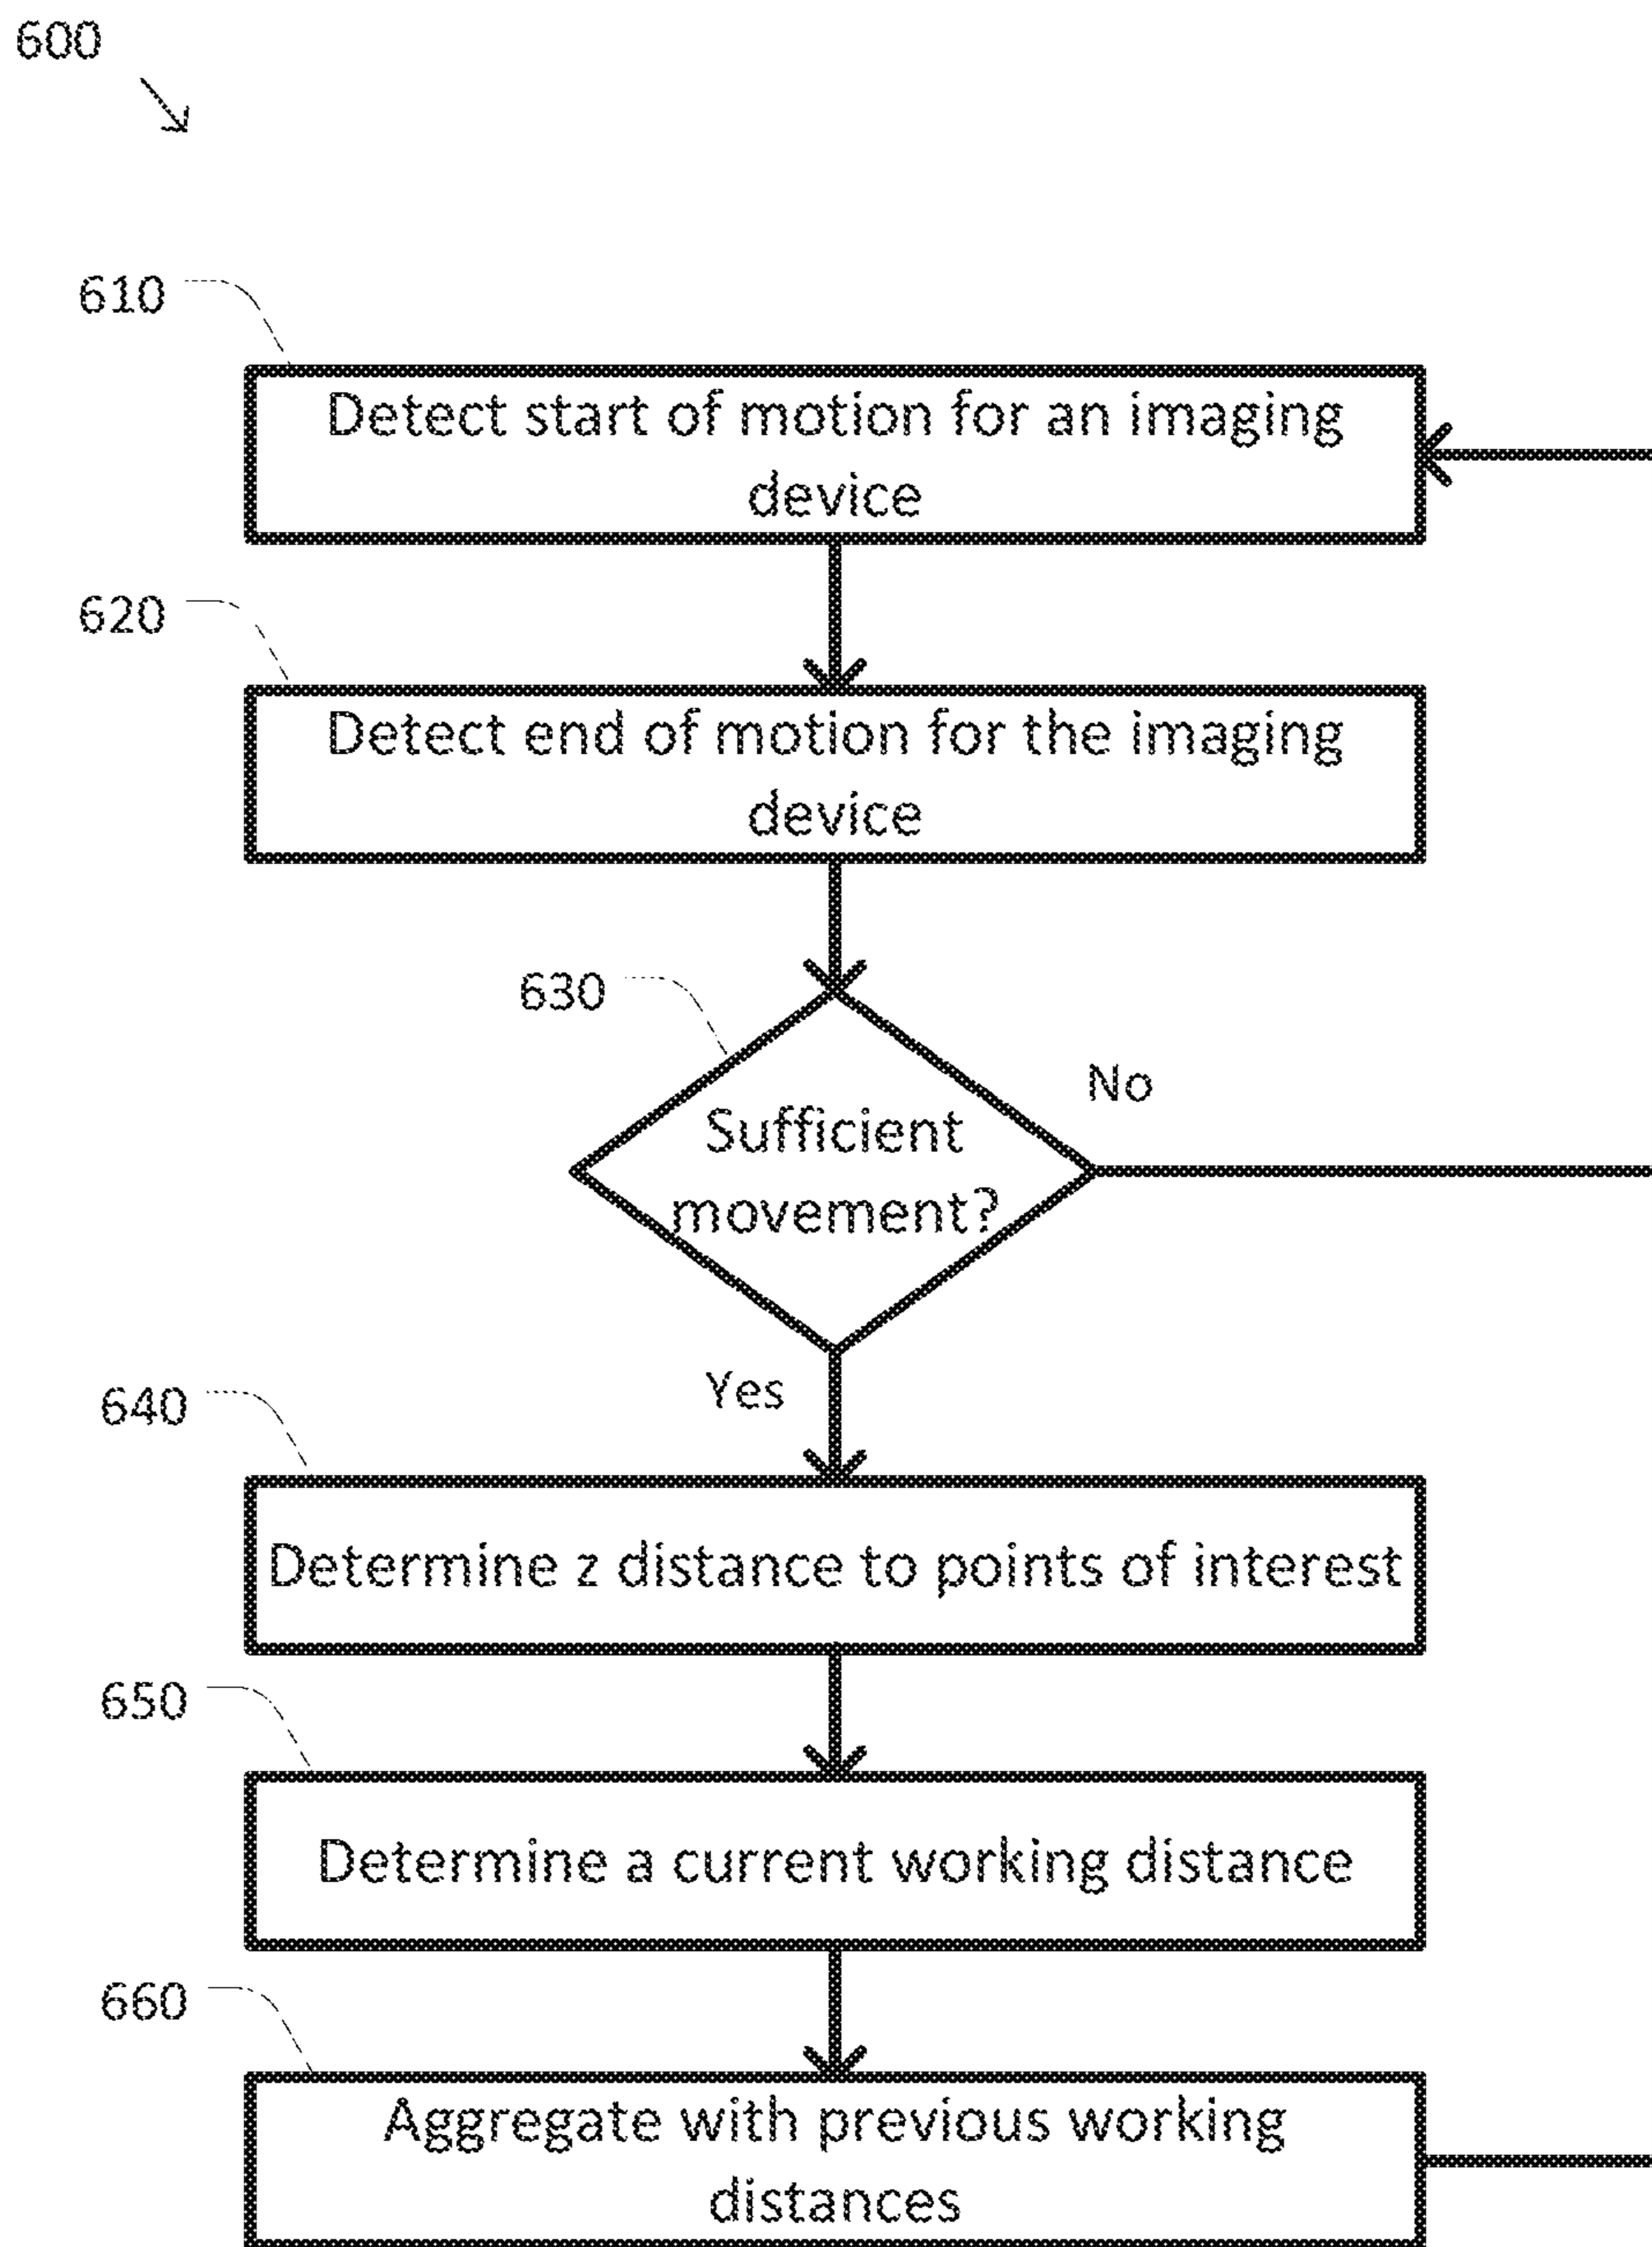 600
610
Detect start of motion for an imaging
device
620
Detect end of motion for the imaging
device
630
No
Sufficient
movement?
Yes
640
Determine z distance to points of interest
650
Determine a current working distance
660
Aggregate with previous working
distances